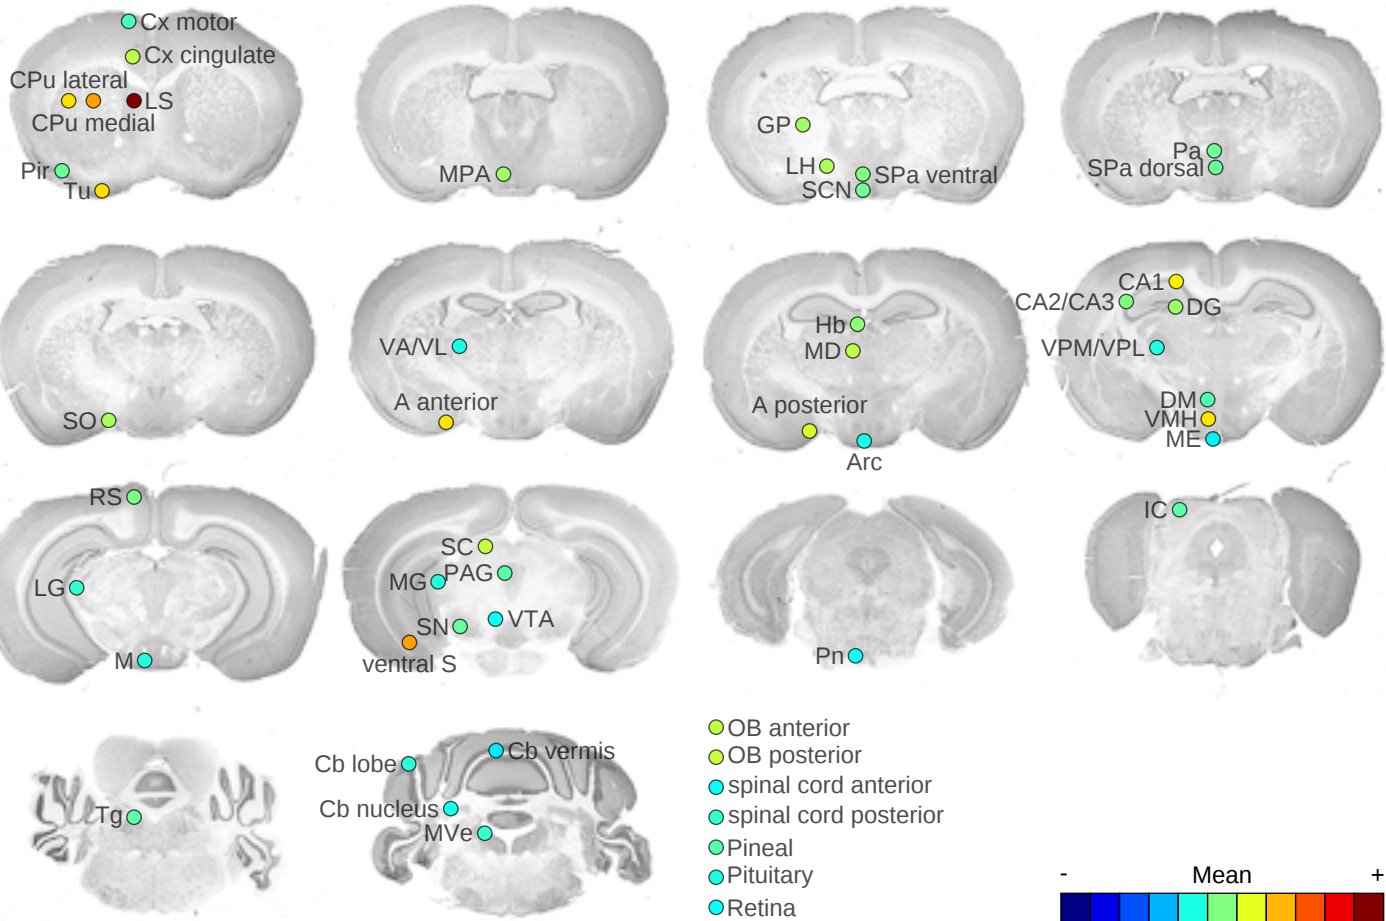 Cx motor
Cx cingulate
CPu lateral
LS
CPu medial
Pir
Tu
MPA
GP
LH
SPa ventral
SCN
Pa
SPa dorsal
SO
VA/VL
A anterior
Hb
MD
A posterior
Arc
CA1
CA2/CA3
DG
VPM/VPL
DM
VMH
ME
RS
LG
M
SC
PAG
MG
SN
VTA
ventral S
Pn
IC
Tg
Cb vermis
Cb lobe
Cb nucleus
MVe
OB anterior
OB posterior
spinal cord anterior
spinal cord posterior
Pineal
Pituitary
Retina
- Mean +